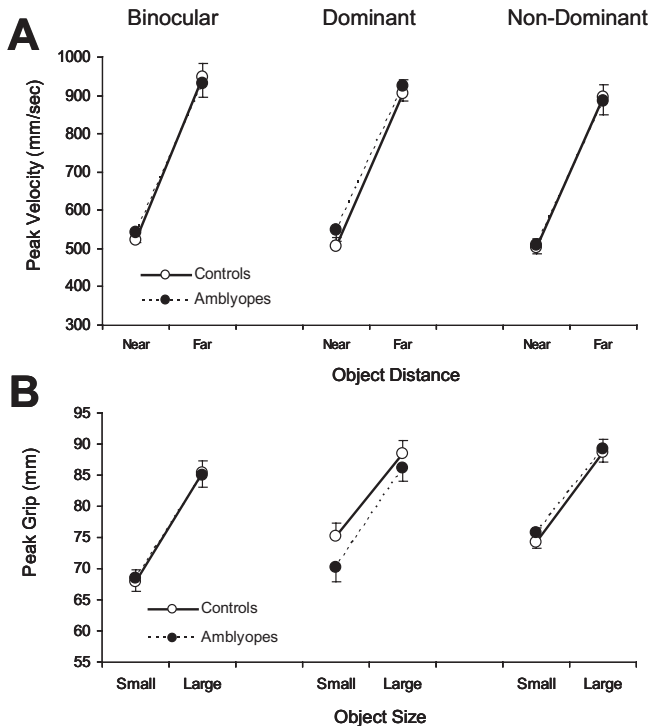 A
Binocular Dominant Non-Dominant
Peak Velocity (mm/sec)
1000
900
800
700
600
500
400
300
Controls
Amblyopes
Near Far Near Far Near Far
Object Distance
B
Peak Grip (mm)
95
90
85
80
75
70
65
60
55
Controls
Amblyopes
Small Large Small Large Small Large
Object Size